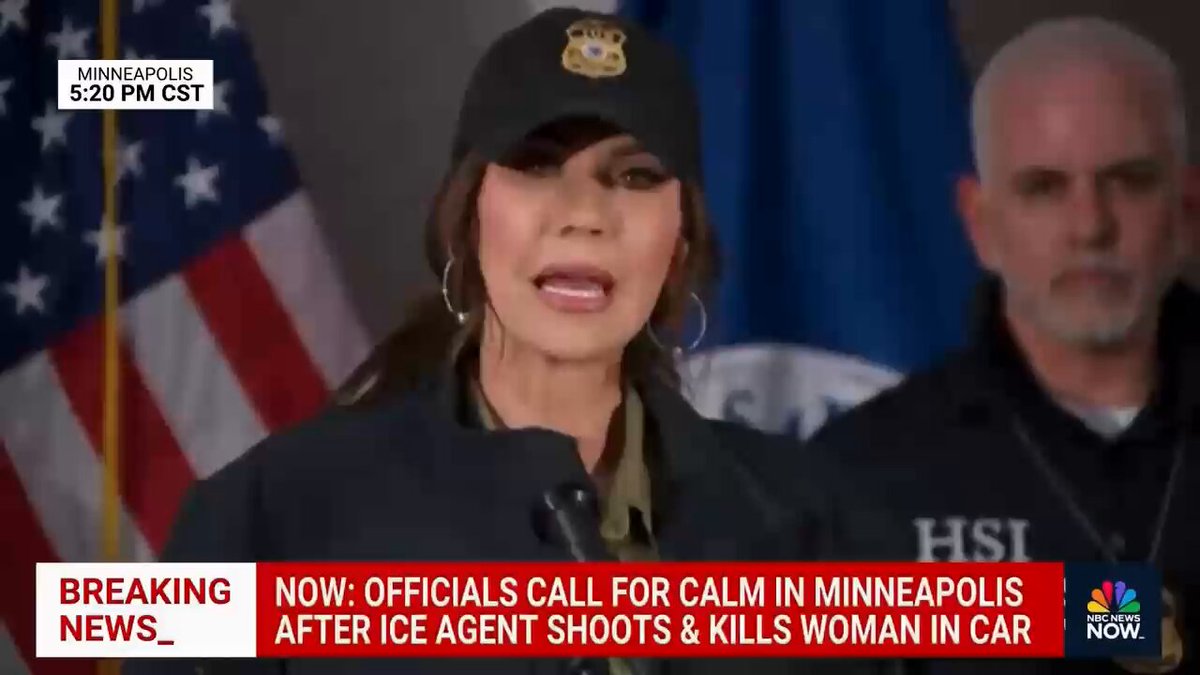 MINNEAPOLIS
5:20 PM CST
HSI
BREAKING
NEWS_
NOW: OFFICIALS CALL FOR CALM IN MINNEAPOLIS
AFTER ICE AGENT SHOOTS & KILLS WOMAN IN CAR
NBC NEWS
NOW